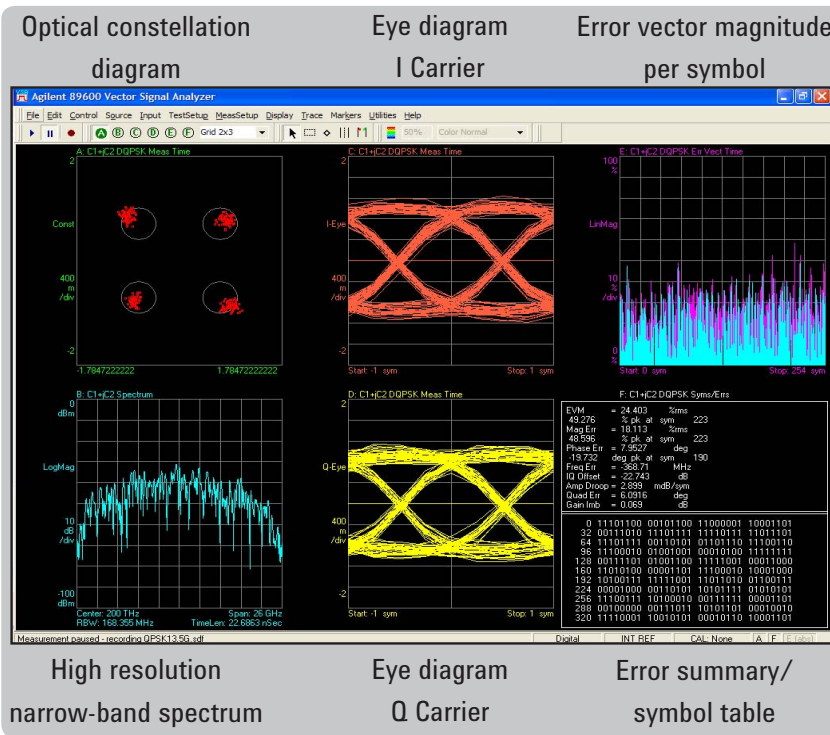 Optical constellation
diagram
Eye diagram
I Carrier
Error vector magnitude
per symbol
Agilent 89600 Vector Signal Analyzer
File Edit Control Source Input TestSetup MeasSetup Display Trace Markers Utilities Help
A B C D E F Grid 2x3 50% Color Normal
A: C1+jC2 DQPSK Meas Time
2
Const
400
m
/div
-2
-1.7847222222 1.7847222222
C: C1+jC2 DQPSK Meas Time
2
I-Eye
400
m
/div
-2
Start: -1 sym Stop: 1 sym
E: C1+jC2 DQPSK Err Vect Time
100
%
LinMag
10
%
/div
0
%
Start: 0 sym Stop: 254 sym
B: C1+jC2 Spectrum
0
dBm
LogMag
10
dB
/div
-100
dBm
Center: 200 THz Span: 26 GHz
RBW: 168.355 MHz TimeLen: 22.6863 nSec
D: C1+jC2 DQPSK Meas Time
2
Q-Eye
400
m
/div
-2
Start: -1 sym Stop: 1 sym
F: C1+jC2 DQPSK Syms/Errs
EVM = 24.403 %rms
49.276 % pk at sym 223
Mag Err = 18.113 %rms
48.596 % pk at sym 223
Phase Err = 7.9527 deg
-19.732 deg pk at sym 190
Freq Err = -368.71 MHz
IQ Offset = -22.743 dB
Amp Droop = 2.899 mdB/sym
Quad Err = 6.0916 deg
Gain Imb = 0.069 dB
0 11101100 00101100 11000001 10001101
32 00111010 11101111 11110111 11011101
64 11101111 00110101 01101110 11100110
96 11100010 01001001 00010100 11111111
128 00111101 01001100 11111001 00011000
160 11010100 00001101 11100010 10001000
192 10100111 11111001 11011010 01100111
224 00001000 00110101 10101111 01010101
256 11100111 10100010 00111111 00001101
288 00100000 00111011 10101101 00010010
320 11110001 10010101 00010110 10001101
Measurement paused - recording QPSK13.5G.sdf Digital INT REF CAL: None A F E (abs)
High resolution
narrow-band spectrum
Eye diagram
Q Carrier
Error summary/
symbol table